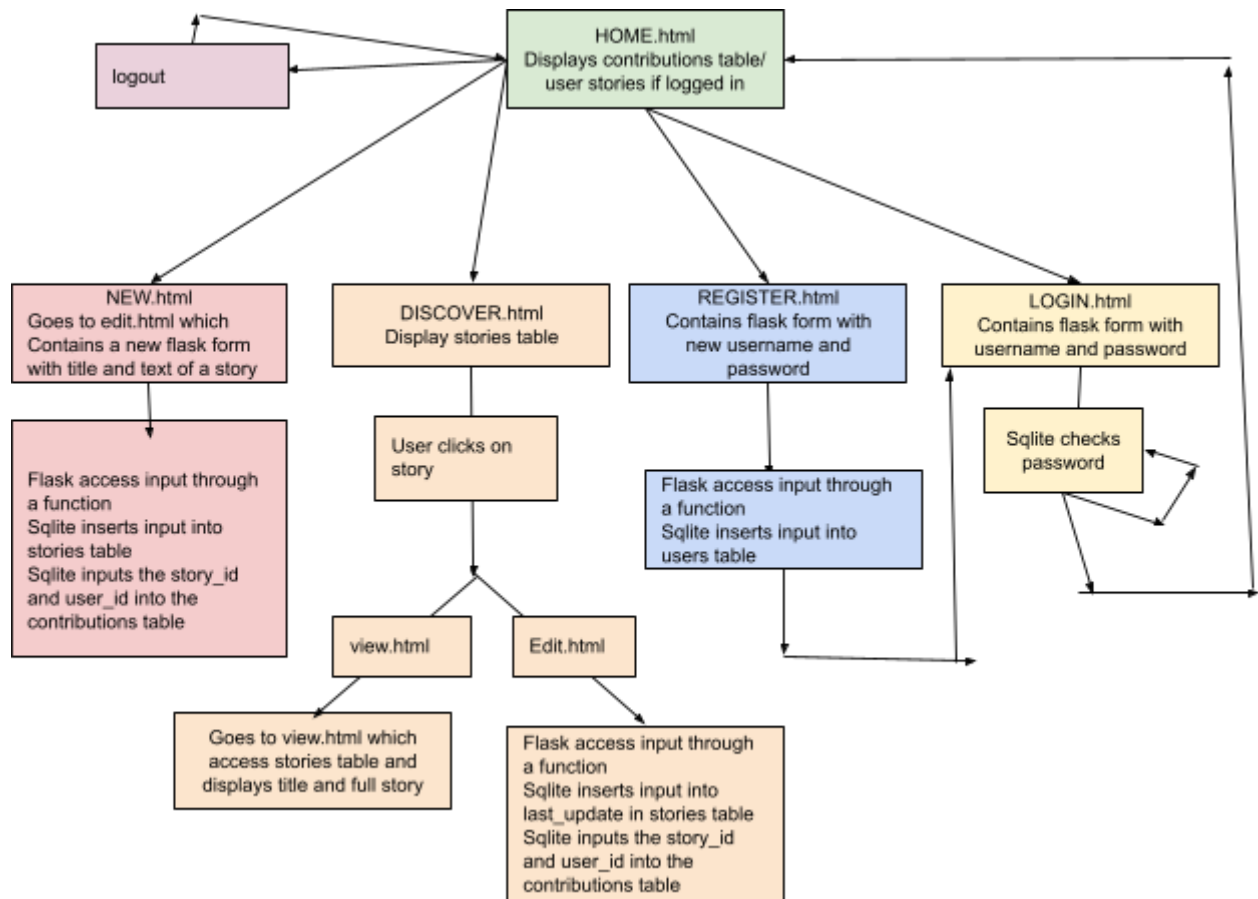 HOME.html
Displays contributions table/
user stories if logged in
logout
NEW.html
Goes to edit.html which
Contains a new flask form
with title and text of a story
DISCOVER.html
Display stories table
REGISTER.html
Contains flask form with
new username and
password
LOGIN.html
Contains flask form with
username and password
User clicks on
story
Sqlite checks
password
Flask access input through
a function
Sqlite inserts input into
stories table
Sqlite inputs the story_id
and user_id into the
contributions table
Flask access input through
a function
Sqlite inserts input into
users table
view.html
Edit.html
Goes to view.html which
access stories table and
displays title and full story
Flask access input through
a function
Sqlite inserts input into
last_update in stories table
Sqlite inputs the story_id
and user_id into the
contributions table